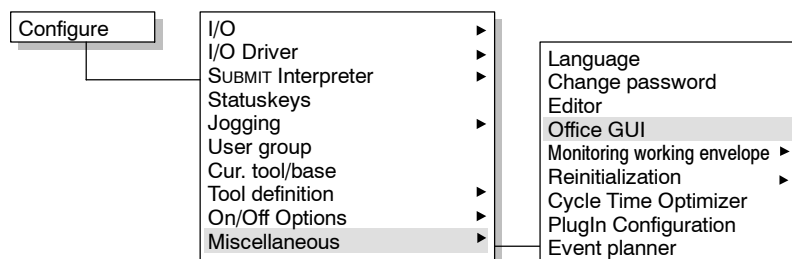 Configure
I/O
I/O Driver
SUBMIT Interpreter
Statuskeys
Jogging
User group
Cur. tool/base
Tool definition
On/Off Options
Miscellaneous
Language
Change password
Editor
Office GUI
Monitoring working envelope
Reinitialization
Cycle Time Optimizer
PlugIn Configuration
Event planner